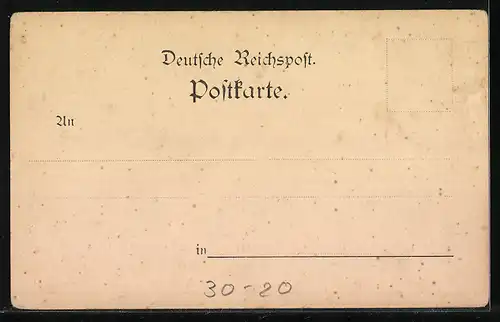 Deutsche Reichspost.
Postkarte.
An
in
30-20